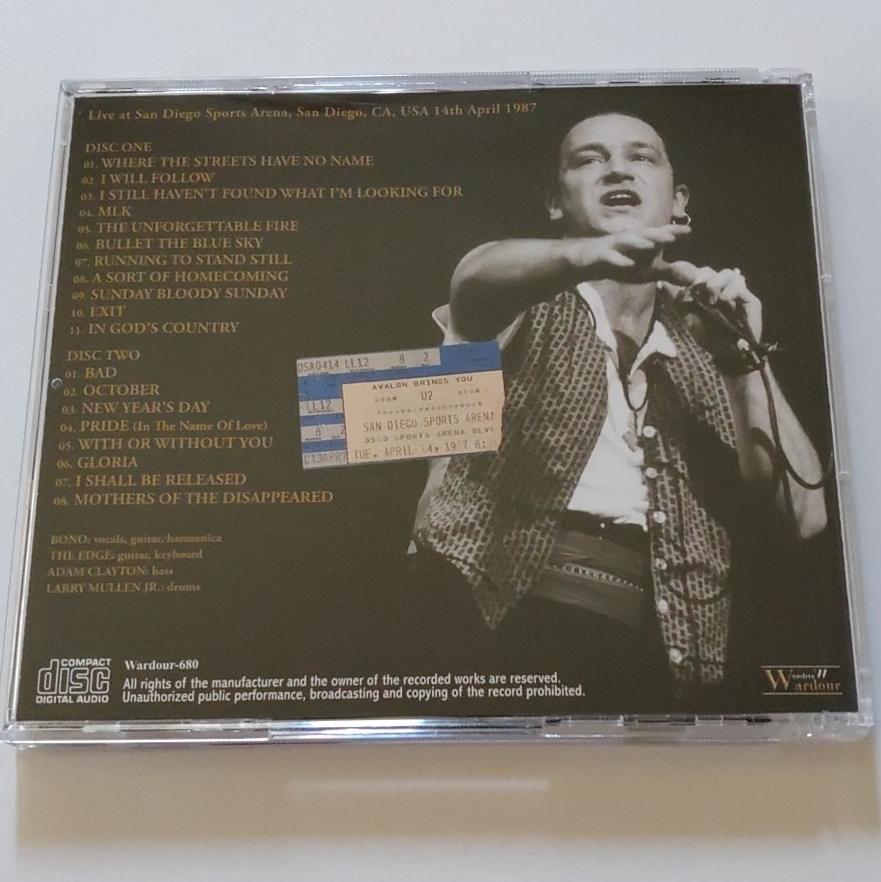 Live at San Diego Sports Arena, San Diego, CA, USA 14th April 1987
DISC ONE
01. WHERE THE STREETS HAVE NO NAME
02. I WILL FOLLOW
03. I STILL HAVEN'T FOUND WHAT I'M LOOKING FOR
04. MLK
05. THE UNFORGETTABLE FIRE
06. BULLET THE BLUE SKY
07. RUNNING TO STAND STILL
08. A SORT OF HOMECOMING
09. SUNDAY BLOODY SUNDAY
10. EXIT
11. IN GOD'S COUNTRY
DISC TWO
01. BAD
02. OCTOBER
03. NEW YEAR'S DAY
04. PRIDE (In The Name Of Love)
05. WITH OR WITHOUT YOU
06. GLORIA
07. I SHALL BE RELEASED
08. MOTHERS OF THE DISAPPEARED
BONO: vocals, guitar, harmonica
THE EDGE: guitar, keyboard
ADAM CLAYTON: bass
LARRY MULLEN JR.: drums
DSA0414 LL12 8 2
LL12
8 2
C13APR7
AVALON BRINGS YOU
U2
SAN DIEGO SPORTS AREN
SPORTS ARENA BLV
TUE. APRIL
COMPACT
disc
DIGITAL AUDIO
Wardour-680
All rights of the manufacturer and the owner of the recorded works are reserved.
Unauthorized public performance, broadcasting and copying of the record prohibited.
Wardour